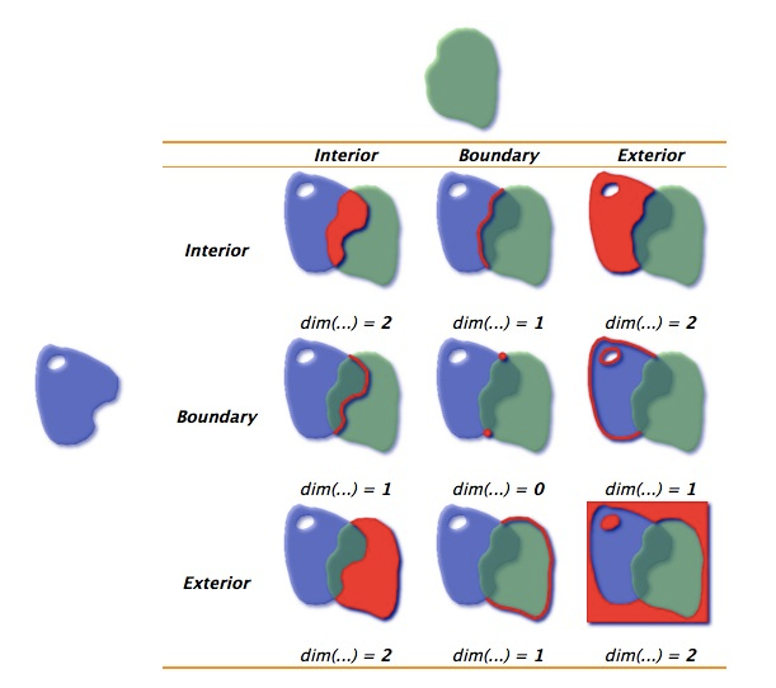 Interior Boundary Exterior
Interior
dim(...) = 2 dim(...) = 1 dim(...) = 2
Boundary
dim(...) = 1 dim(...) = 0 dim(...) = 1
Exterior
dim(...) = 2 dim(...) = 1 dim(...) = 2